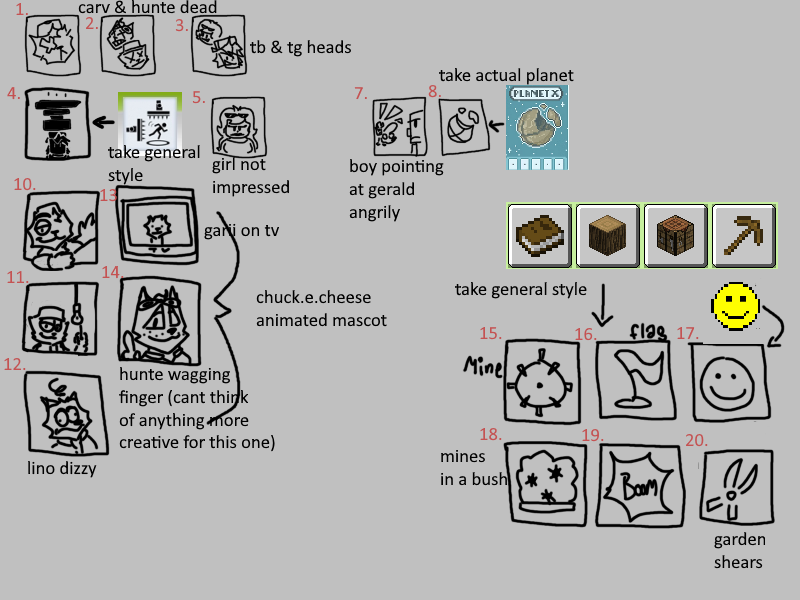 carv & hunte dead
1.
2.
3.
tb & tg heads
4.
take general
style
5.
girl not
impressed
take actual planet
7.
8.
PLANET X
boy pointing
at gerald
angrily
10.
13
garii on tv
11.
14.
chuck.e.cheese
animated mascot
12.
hunte wagging
finger (cant think
of anything more
creative for this one)
lino dizzy
take general style
15.
Mine
16.
flag
17.
18.
mines
in a bush
19.
BOOM
20.
garden
shears